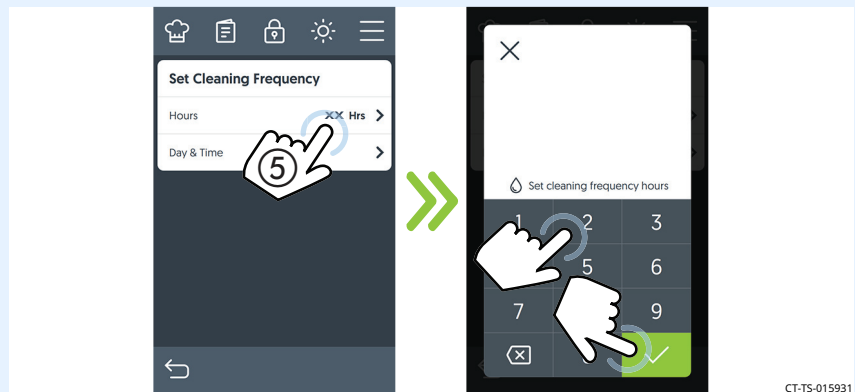 Set Cleaning Frequency
Hours XX Hrs
Day & Time
5
Set cleaning frequency hours
1 2 3
5 6
7 9
CT-TS-015931